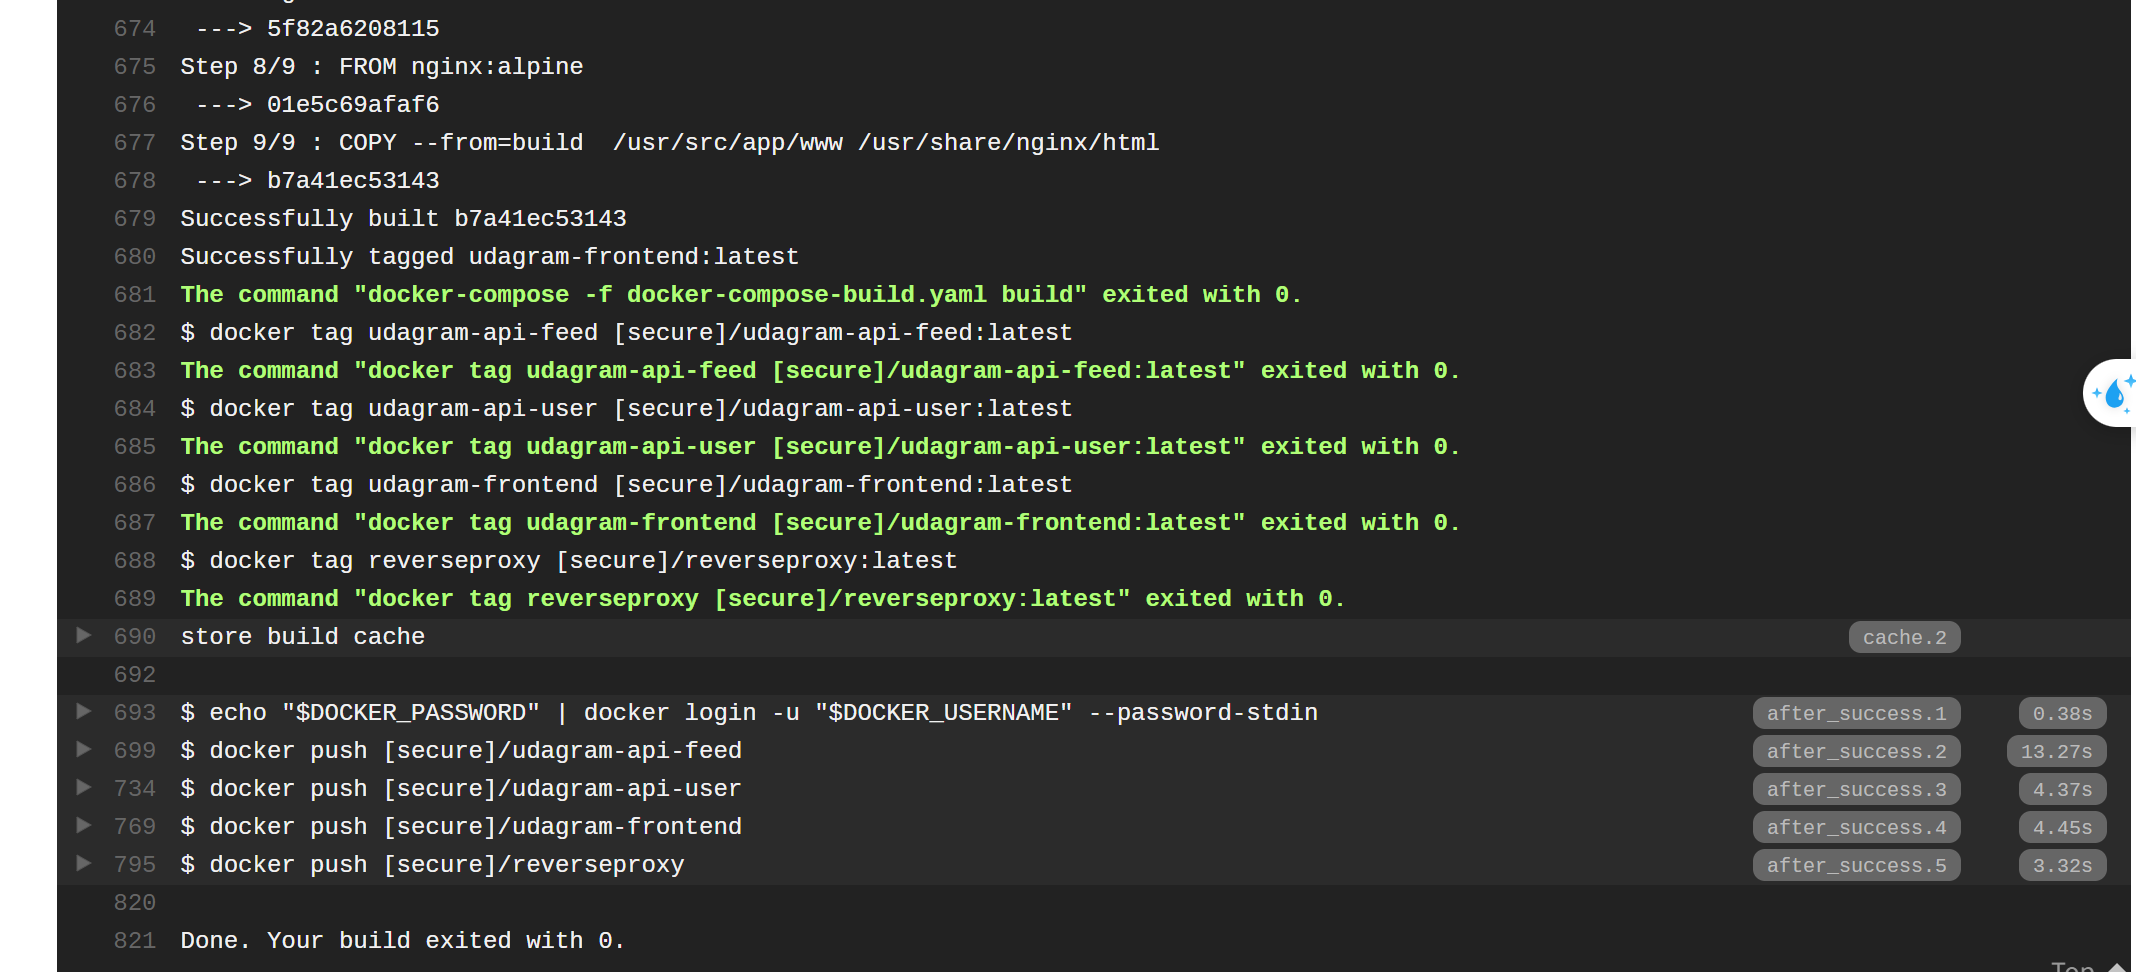 674 ---> 5f82a6208115
675 Step 8/9 : FROM nginx:alpine
676 ---> 01e5c69afaf6
677 Step 9/9 : COPY --from=build  /usr/src/app/www /usr/share/nginx/html
678 ---> b7a41ec53143
679 Successfully built b7a41ec53143
680 Successfully tagged udagram-frontend:latest
681 The command "docker-compose -f docker-compose-build.yaml build" exited with 0.
682 $ docker tag udagram-api-feed [secure]/udagram-api-feed:latest
683 The command "docker tag udagram-api-feed [secure]/udagram-api-feed:latest" exited with 0.
684 $ docker tag udagram-api-user [secure]/udagram-api-user:latest
685 The command "docker tag udagram-api-user [secure]/udagram-api-user:latest" exited with 0.
686 $ docker tag udagram-frontend [secure]/udagram-frontend:latest
687 The command "docker tag udagram-frontend [secure]/udagram-frontend:latest" exited with 0.
688 $ docker tag reverseproxy [secure]/reverseproxy:latest
689 The command "docker tag reverseproxy [secure]/reverseproxy:latest" exited with 0.
690 store build cache cache.2
692
693 $ echo "$DOCKER_PASSWORD" | docker login -u "$DOCKER_USERNAME" --password-stdin after_success.1 0.38s
699 $ docker push [secure]/udagram-api-feed after_success.2 13.27s
734 $ docker push [secure]/udagram-api-user after_success.3 4.37s
769 $ docker push [secure]/udagram-frontend after_success.4 4.45s
795 $ docker push [secure]/reverseproxy after_success.5 3.32s
820
821 Done. Your build exited with 0.
Top